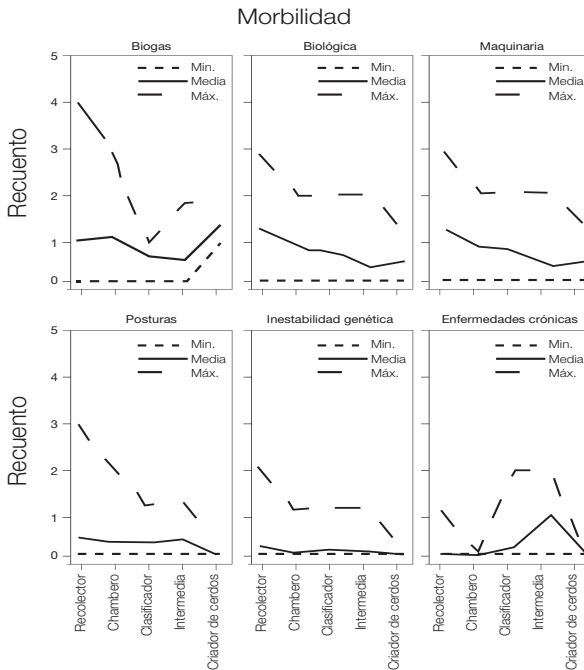 Morbilidad
Biogas
Min.
Media
Máx.
Biológica
Min.
Media
Máx.
Maquinaria
Min.
Media
Máx.
Recuento
5
4
3
2
1
0
Posturas
Min.
Media
Máx.
Inestabilidad genética
Min.
Media
Máx.
Enfermedades crónicas
Min.
Media
Máx.
Recuento
5
4
3
2
1
0
Recolector
Chambero
Clasificador
Intermedia
Criador de cerdos
Recolector
Chambero
Clasificador
Intermedia
Criador de cerdos
Recolector
Chambero
Clasificador
Intermedia
Criador de cerdos